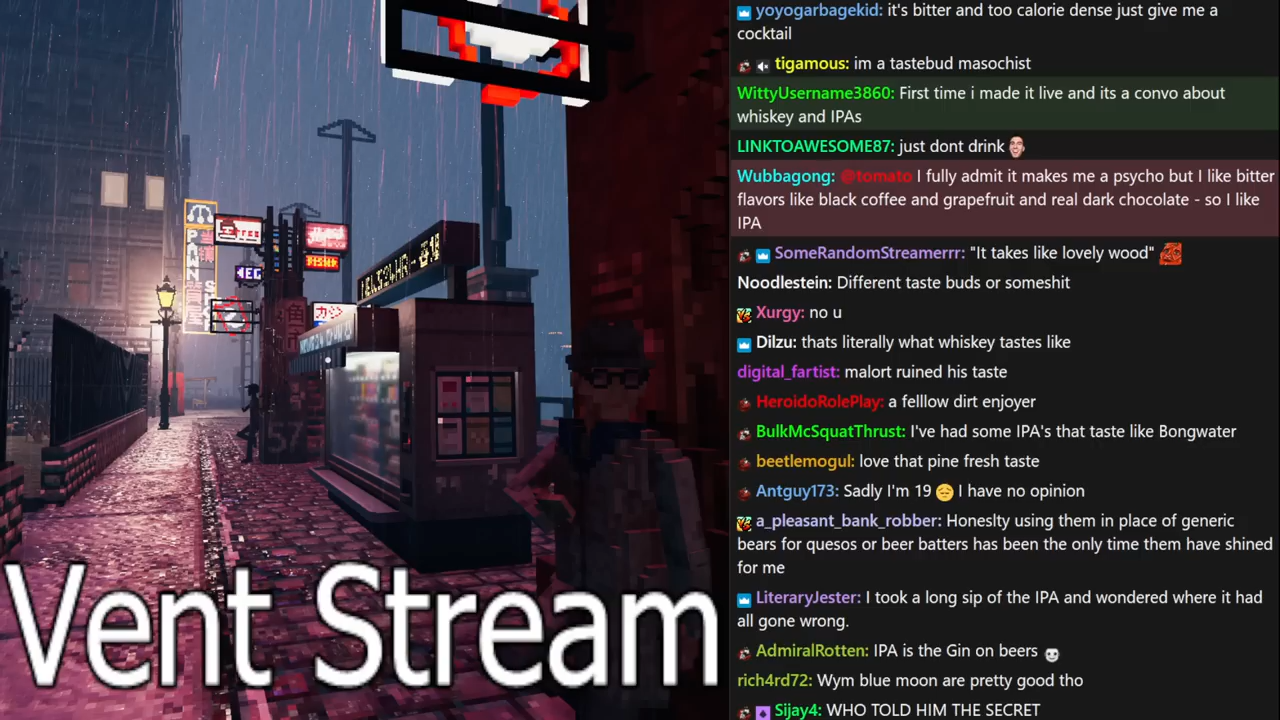 yoyogarbagekid: it's bitter and too calorie dense just give me a
cocktail
tigamous: im a tastebud masochist
WittyUsername3860: First time i made it live and its a convo about
whiskey and IPAs
LINKTOAWESOME87: just dont drink
Wubbagong: @tomato I fully admit it makes me a psycho but I like bitter
flavors like black coffee and grapefruit and real dark chocolate - so I like
IPA
SomeRandomStreamerrr: "It takes like lovely wood"
Noodlestein: Different taste buds or someshit
Xurgy: no u
Dilzu: thats literally what whiskey tastes like
digital_fartist: malort ruined his taste
HeroidoRolePlay: a felllow dirt enjoyer
BulkMcSquatThrust: I've had some IPA's that taste like Bongwater
beetlemogul: love that pine fresh taste
Antguy173: Sadly I'm 19 😔 I have no opinion
a_pleasant_bank_robber: Honeslty using them in place of generic
bears for quesos or beer batters has been the only time them have shined
for me
LiteraryJester: I took a long sip of the IPA and wondered where it had
all gone wrong.
AdmiralRotten: IPA is the Gin on beers
rich4rd72: Wym blue moon are pretty good tho
Sijay4: WHO TOLD HIM THE SECRET
PAWN
57
Vent Stream